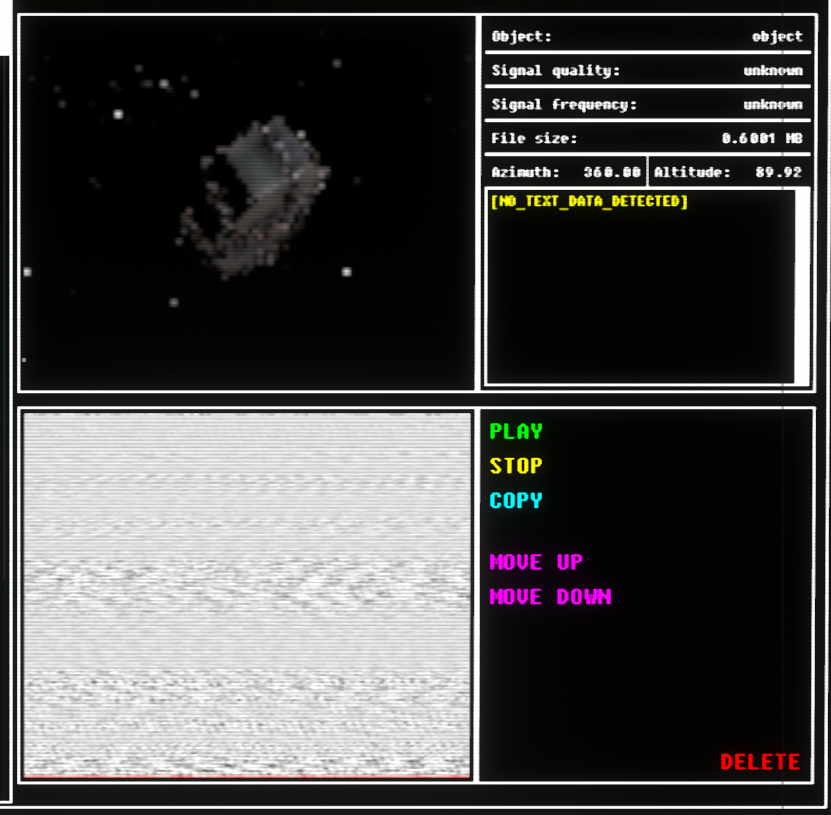 Object: object
Signal quality: unknown
Signal frequency: unknown
File size: 0.6001 MB
Azimuth: 360.00 Altitude: 89.92
[NO_TEXT_DATA_DETECTED]
PLAY
STOP
COPY
MOVE UP
MOVE DOWN
DELETE